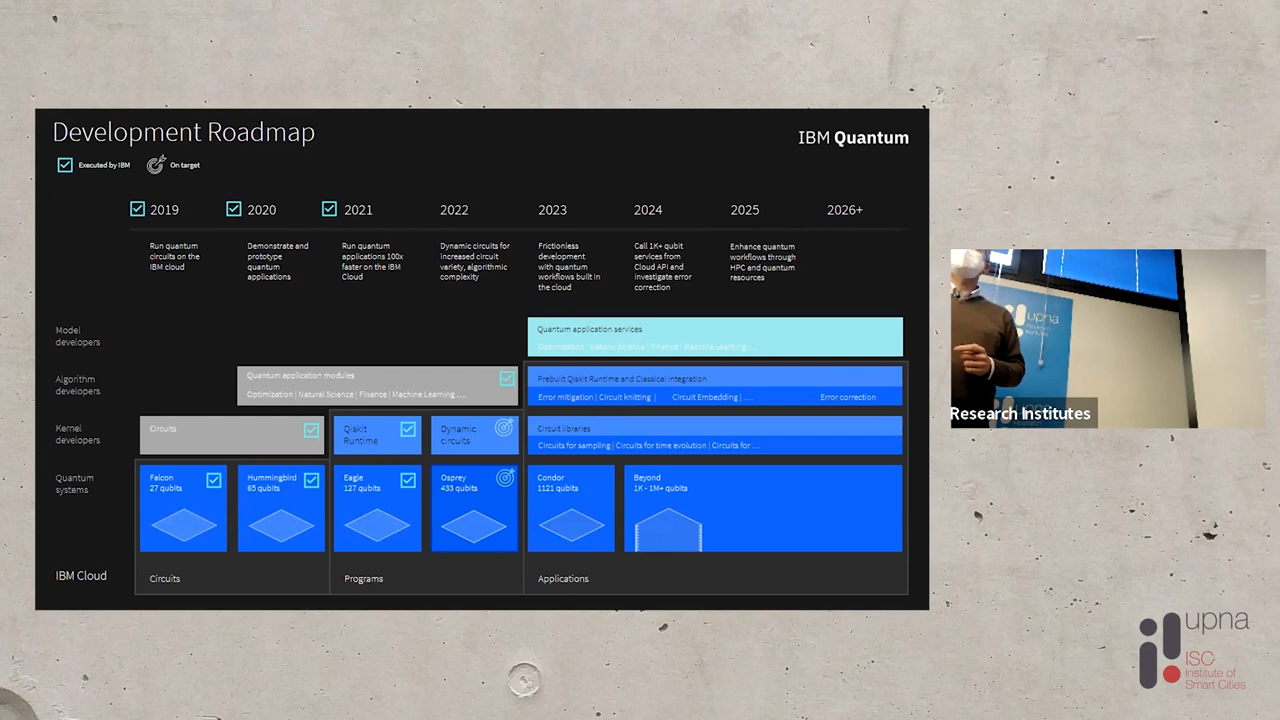 Development Roadmap
IBM Quantum
Executed by IBM
On target
2019
2020
2021
2022
2023
2024
2025
2026+
Run quantum
circuits on the
IBM cloud
Demonstrate and
prototype
quantum
applications
Run quantum
applications 100x
faster on the IBM
Cloud
Dynamic circuits for
increased circuit
variety, algorithmic
complexity
Frictionless
development
with quantum
workflows built in
the cloud
Call 1K+ qubit
services from
Cloud API and
investigate error
correction
Enhance quantum
workflows through
HPC and quantum
resources
Model
developers
Quantum application services
Optimization | Natural Science | Finance | Machine Learning ....
Algorithm
developers
Quantum application modules
Optimization | Natural Science | Finance | Machine Learning ....
Prebuilt Qiskit Runtime and Classical integration
Error mitigation | Circuit knitting | Circuit Embedding | .... Error correction
Kernel
developers
Circuits
Qiskit
Runtime
Dynamic
circuits
Circuit libraries
Circuits for sampling | Circuits for time evolution | Circuits for ...
Quantum
systems
Falcon
27 qubits
Hummingbird
65 qubits
Eagle
127 qubits
Osprey
433 qubits
Condor
1121 qubits
Beyond
1K - 1M+ qubits
IBM Cloud
Circuits
Programs
Applications
upna
Research Institutes
upna
ISC
Institute of
Smart Cities